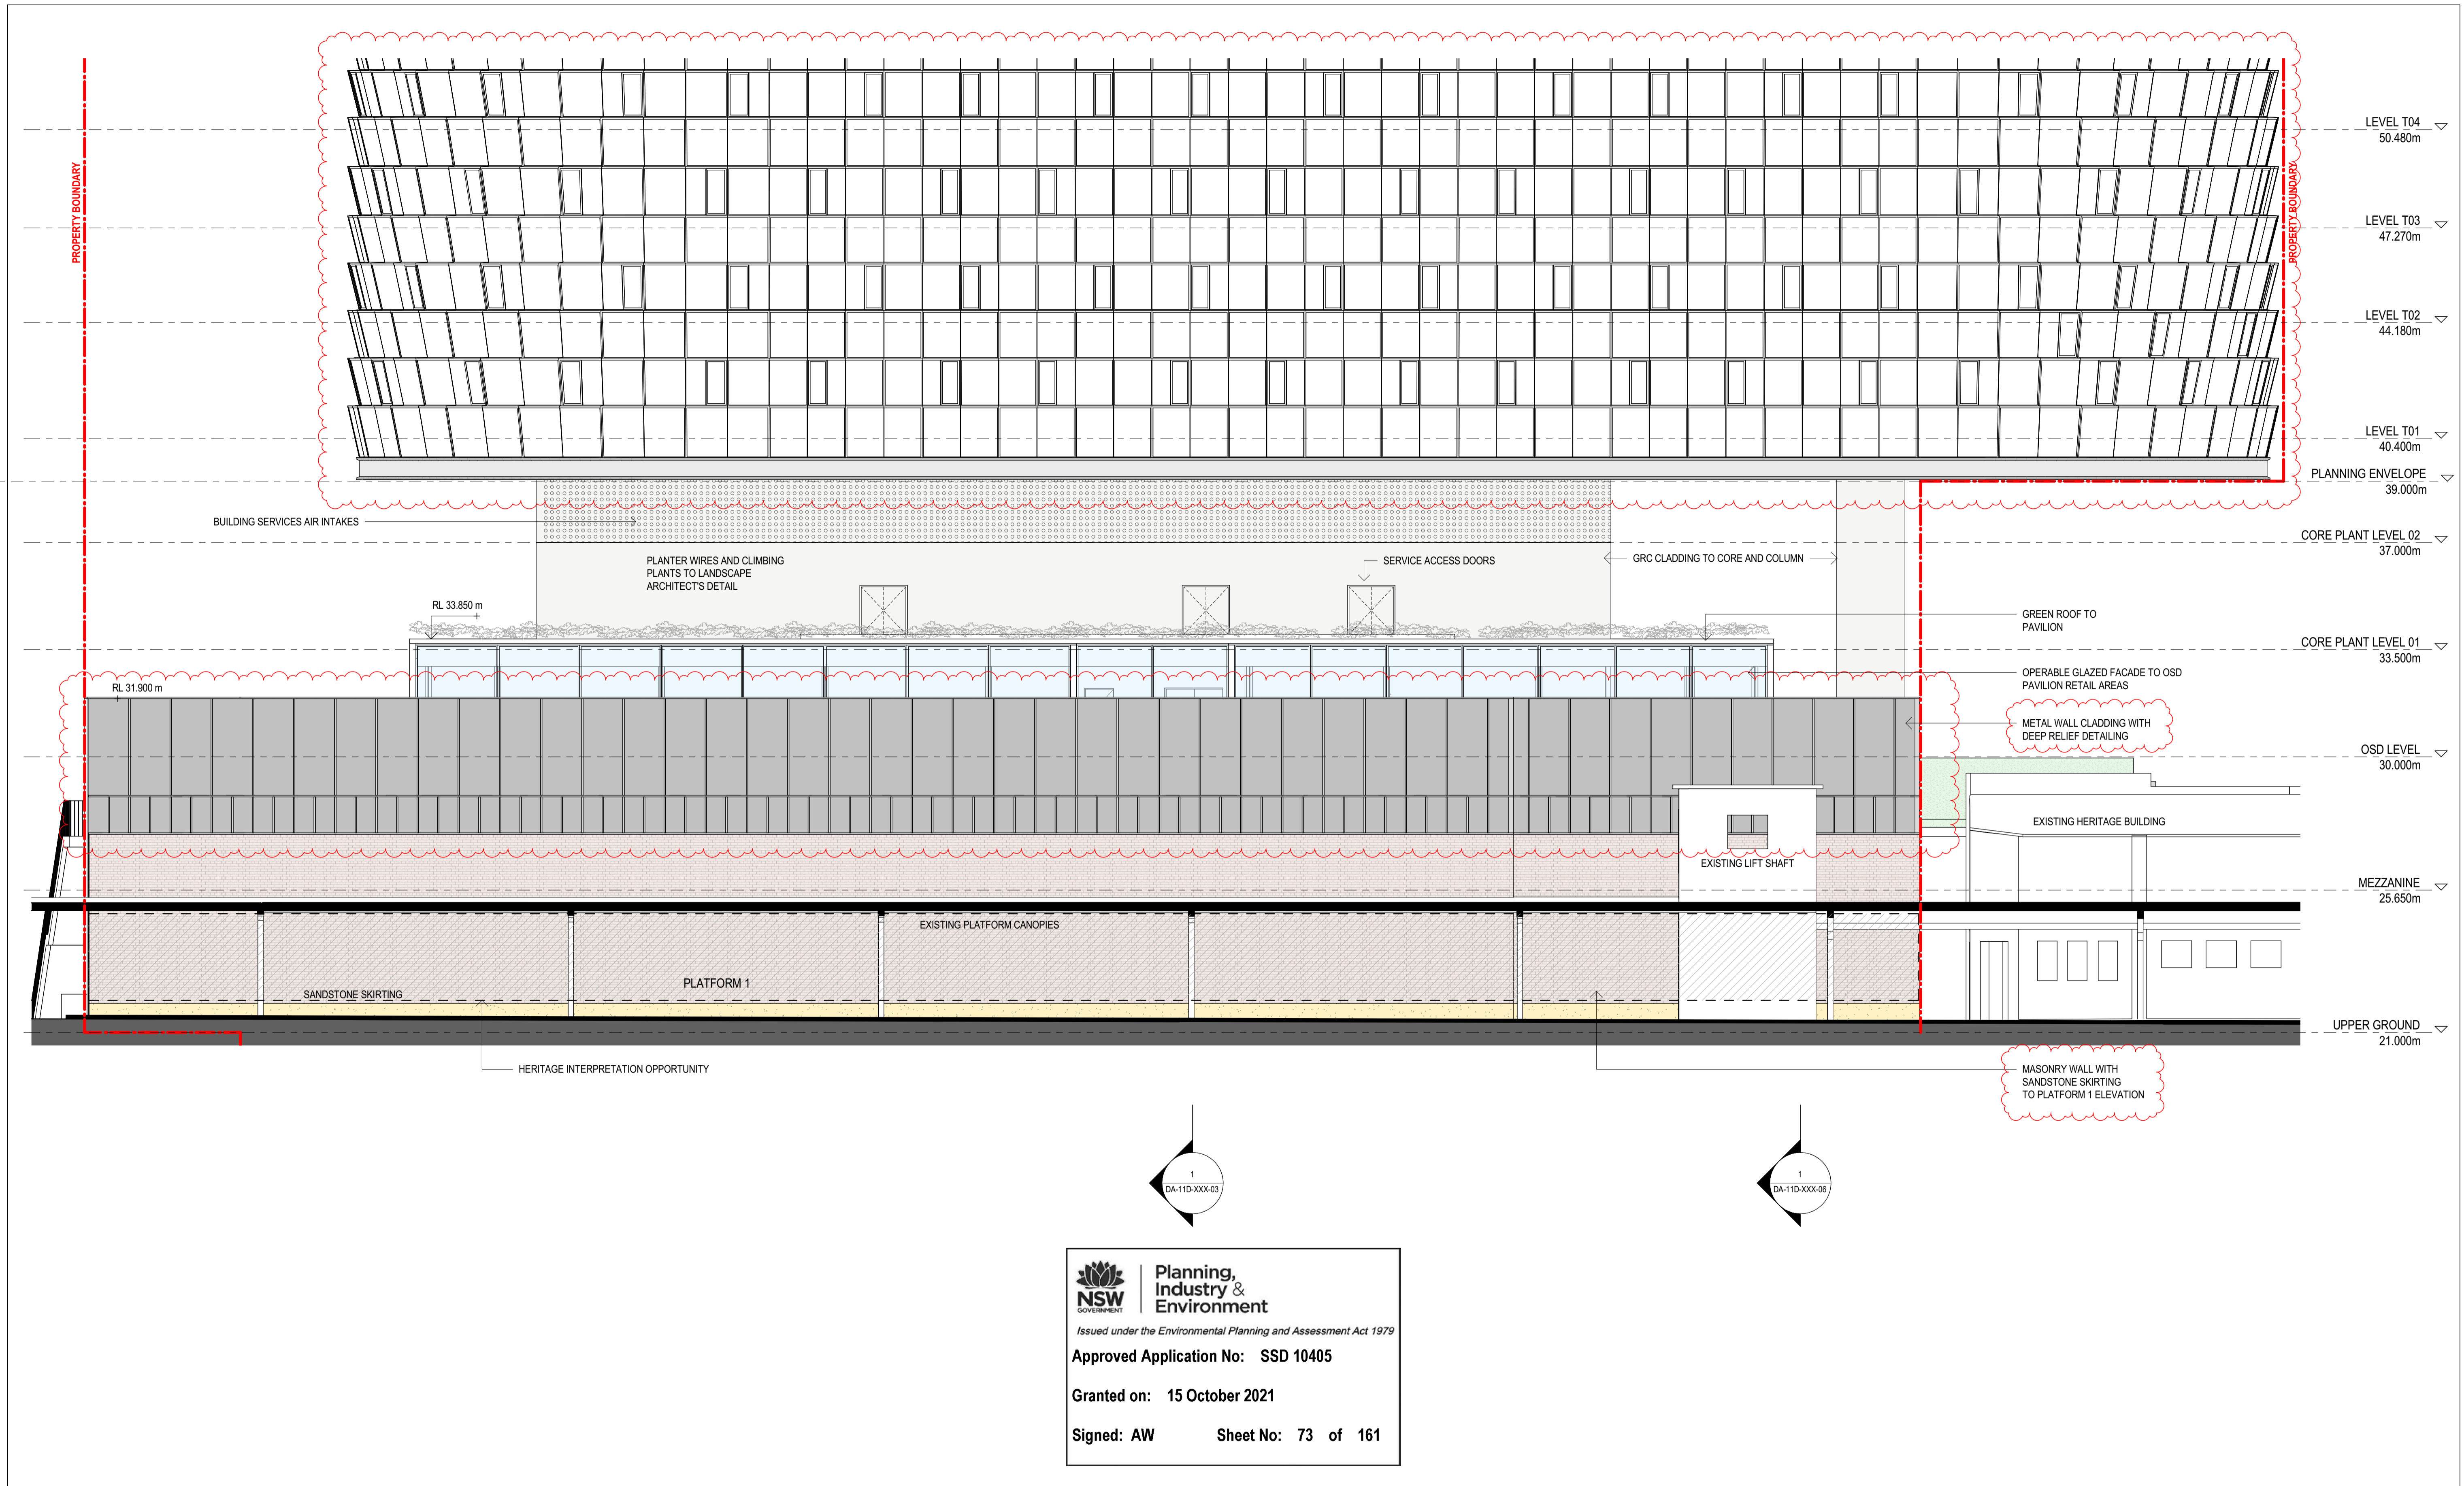 PROPERTY BOUNDARY
PROPERTY BOUNDARY
LEVEL T04
50.480m
LEVEL T03
47.270m
LEVEL T02
44.180m
LEVEL T01
40.400m
PLANNING ENVELOPE
39.000m
BUILDING SERVICES AIR INTAKES
CORE PLANT LEVEL 02
37.000m
PLANTER WIRES AND CLIMBING
PLANTS TO LANDSCAPE
ARCHITECT'S DETAIL
SERVICE ACCESS DOORS
GRC CLADDING TO CORE AND COLUMN
RL 33.850 m
GREEN ROOF TO
PAVILION
CORE PLANT LEVEL 01
33.500m
OPERABLE GLAZED FACADE TO OSD
PAVILION RETAIL AREAS
RL 31.900 m
METAL WALL CLADDING WITH
DEEP RELIEF DETAILING
OSD LEVEL
30.000m
EXISTING HERITAGE BUILDING
EXISTING LIFT SHAFT
MEZZANINE
25.650m
EXISTING PLATFORM CANOPIES
PLATFORM 1
SANDSTONE SKIRTING
UPPER GROUND
21.000m
HERITAGE INTERPRETATION OPPORTUNITY
MASONRY WALL WITH
SANDSTONE SKIRTING
TO PLATFORM 1 ELEVATION
1
DA-11D-XXX-03
1
DA-11D-XXX-06
NSW
GOVERNMENT
Planning,
Industry &
Environment
Issued under the Environmental Planning and Assessment Act 1979
Approved Application No: SSD 10405
Granted on: 15 October 2021
Signed: AW Sheet No: 73 of 161